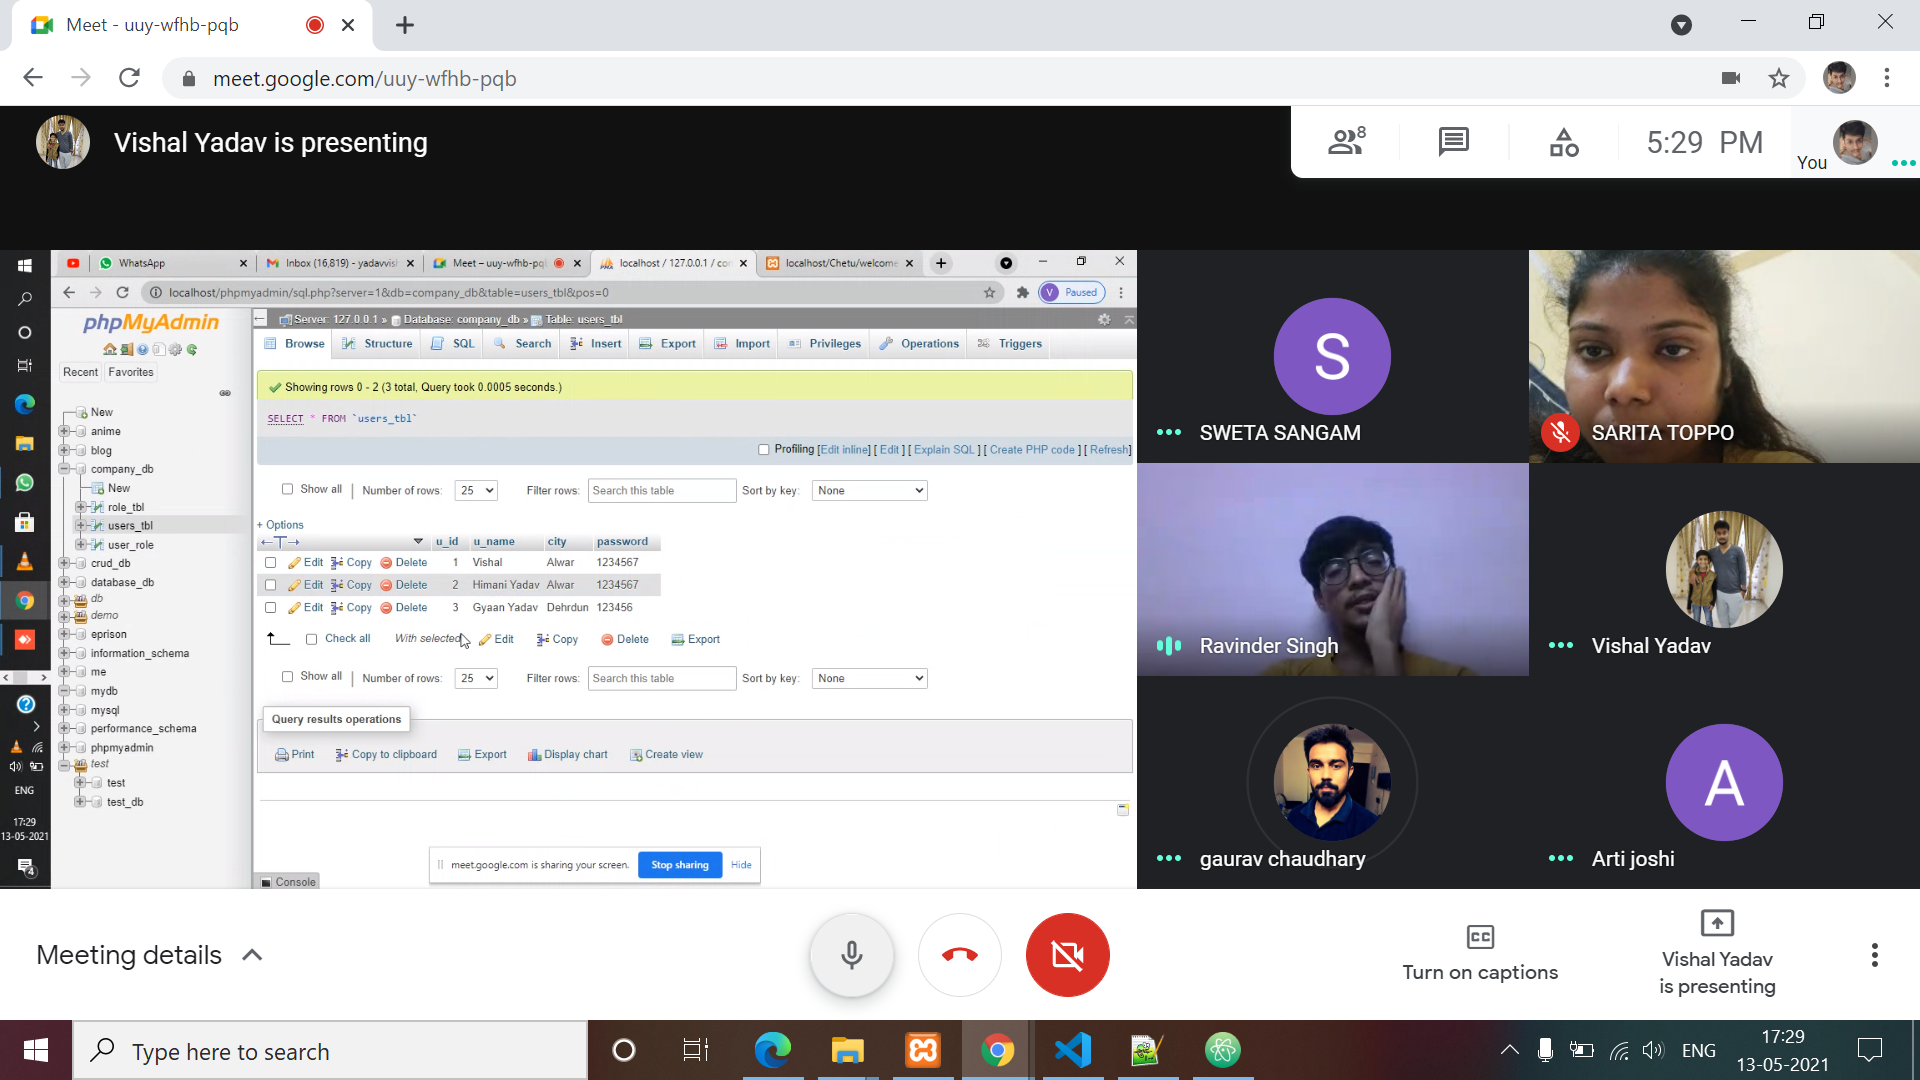 Meet - uuy-wfhb-pqb
meet.google.com/uuy-wfhb-pqb
Vishal Yadav is presenting
8
5:29 PM
You
WhatsApp
Inbox (16,819) - yadavvish
Meet – uuy-wfhb-pq
localhost / 127.0.0.1 / co
localhost/Chetu/welcome
localhost/phpmyadmin/sql.php?server=1&db=company_db&table=users_tbl&pos=0
V Paused
phpMyAdmin
Recent Favorites
New
anime
blog
company_db
New
role_tbl
users_tbl
user_role
crud_db
database_db
db
demo
eprison
information_schema
me
mydb
mysql
performance_schema
phpmyadmin
test
test
test_db
Server: 127.0.0.1 » Database: company_db » Table: users_tbl
Browse Structure SQL Search Insert Export Import Privileges Operations Triggers
Showing rows 0 - 2 (3 total, Query took 0.0005 seconds.)
SELECT * FROM `users_tbl`
Profiling [Edit inline] [ Edit ] [ Explain SQL ] [ Create PHP code ] [ Refresh]
Show all | Number of rows: 25 Filter rows: Search this table Sort by key: None
+ Options
←T→ u_id u_name city password
Edit Copy Delete 1 Vishal Alwar 1234567
Edit Copy Delete 2 Himani Yadav Alwar 1234567
Edit Copy Delete 3 Gyaan Yadav Dehrdun 123456
Check all With selected Edit Copy Delete Export
Show all | Number of rows: 25 Filter rows: Search this table Sort by key: None
Query results operations
Print Copy to clipboard Export Display chart Create view
meet.google.com is sharing your screen. Stop sharing Hide
Console
ENG
17:29
13-05-2021
4
S
SWETA SANGAM
SARITA TOPPO
Ravinder Singh
Vishal Yadav
gaurav chaudhary
A
Arti joshi
Meeting details
CC
Turn on captions
Vishal Yadav
is presenting
Type here to search
ENG
17:29
13-05-2021